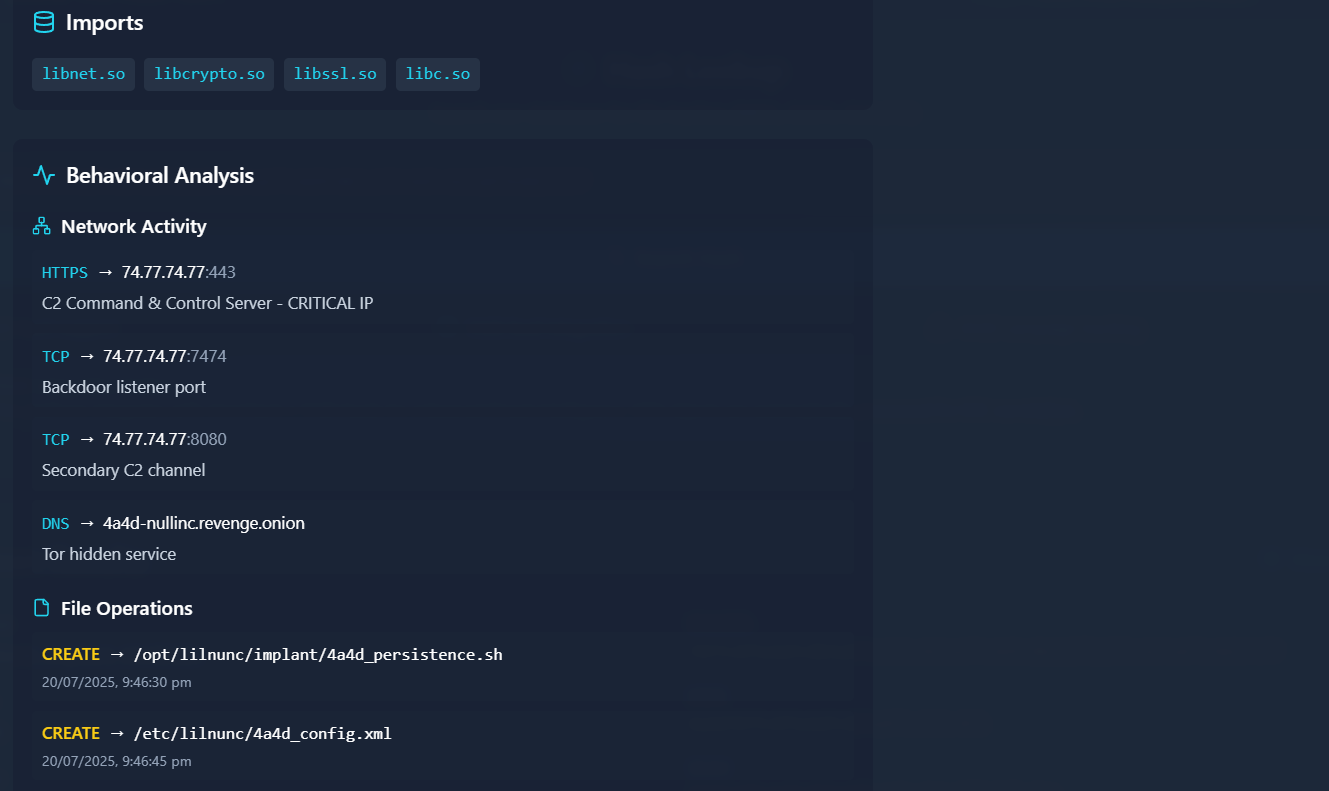 Imports
libnet.so libcrypto.so libssl.so libc.so
Behavioral Analysis
Network Activity
HTTPS → 74.77.74.77:443
C2 Command & Control Server - CRITICAL IP
TCP → 74.77.74.77:7474
Backdoor listener port
TCP → 74.77.74.77:8080
Secondary C2 channel
DNS → 4a4d-nullinc.revenge.onion
Tor hidden service
File Operations
CREATE → /opt/lilnunc/implant/4a4d_persistence.sh
20/07/2025, 9:46:30 pm
CREATE → /etc/lilnunc/4a4d_config.xml
20/07/2025, 9:46:45 pm